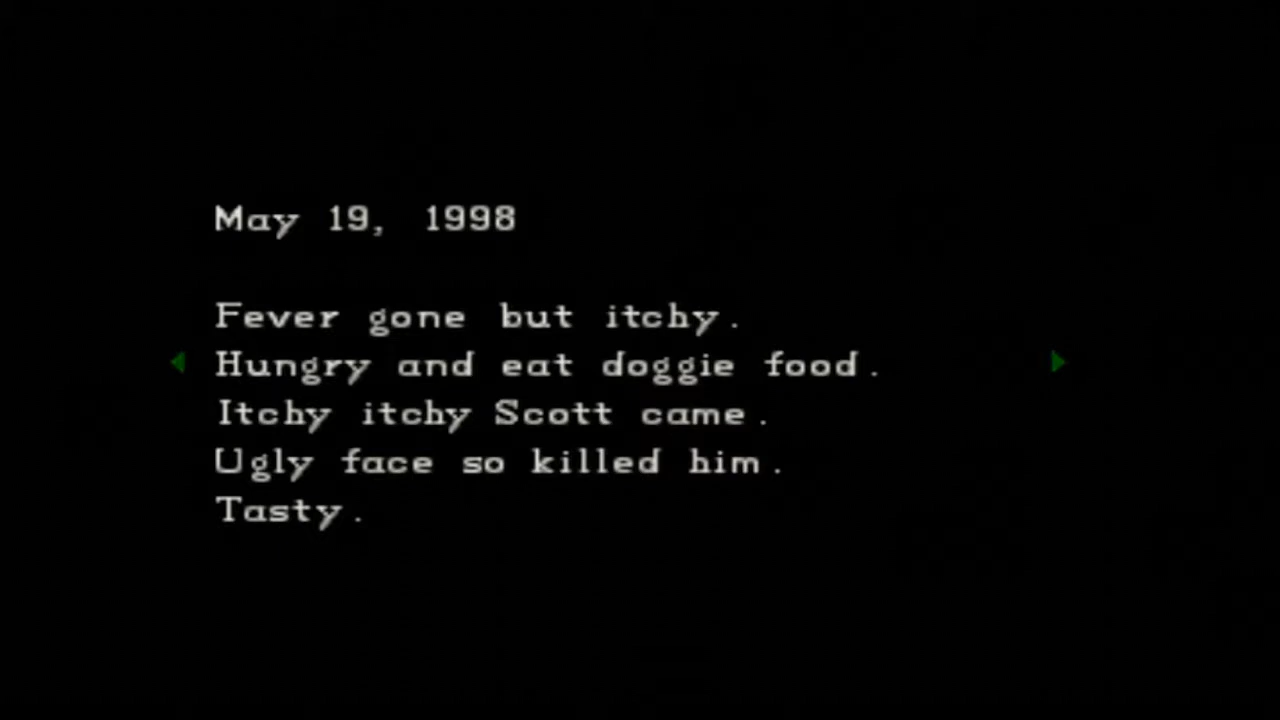 May 19, 1998
Fever gone but itchy.
Hungry and eat doggie food.
Itchy itchy Scott came.
Ugly face so killed him.
Tasty.